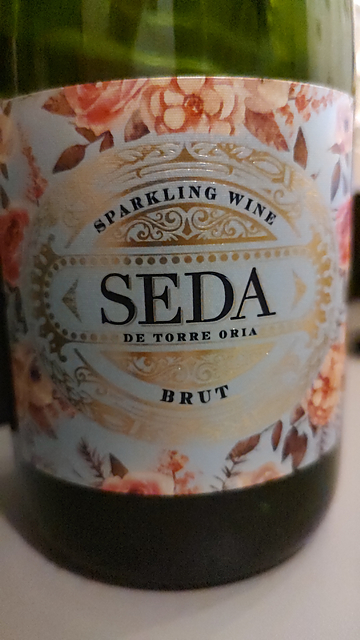 SPARKLING WINE
SEDA
DE TORRE ORIA
BRUT